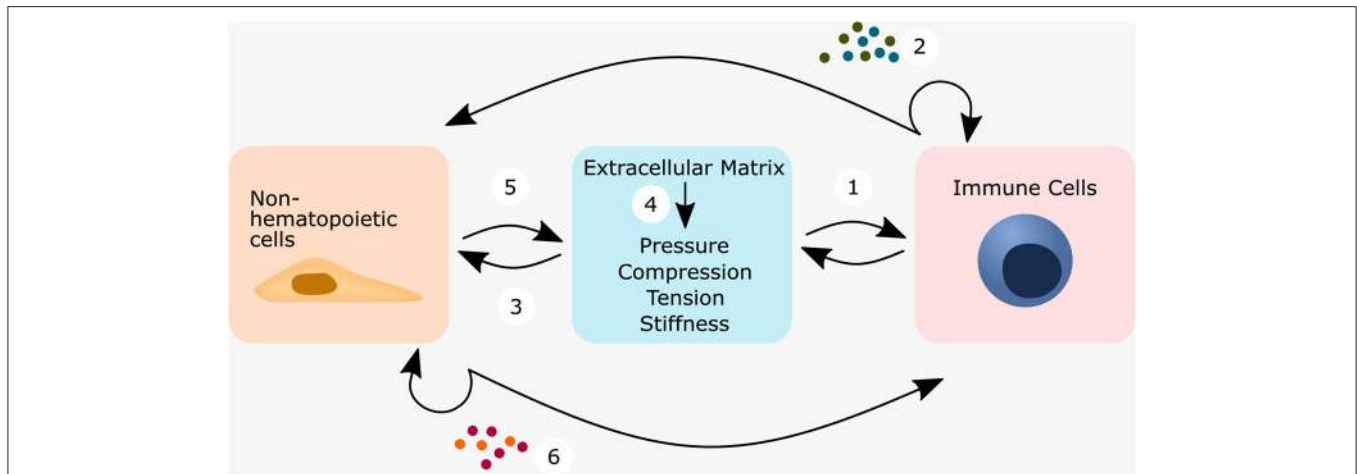 2
Non-
hematopoietic
cells
5
3
Extracellular Matrix
4
Pressure
Compression
Tension
Stiffness
1
Immune Cells
6